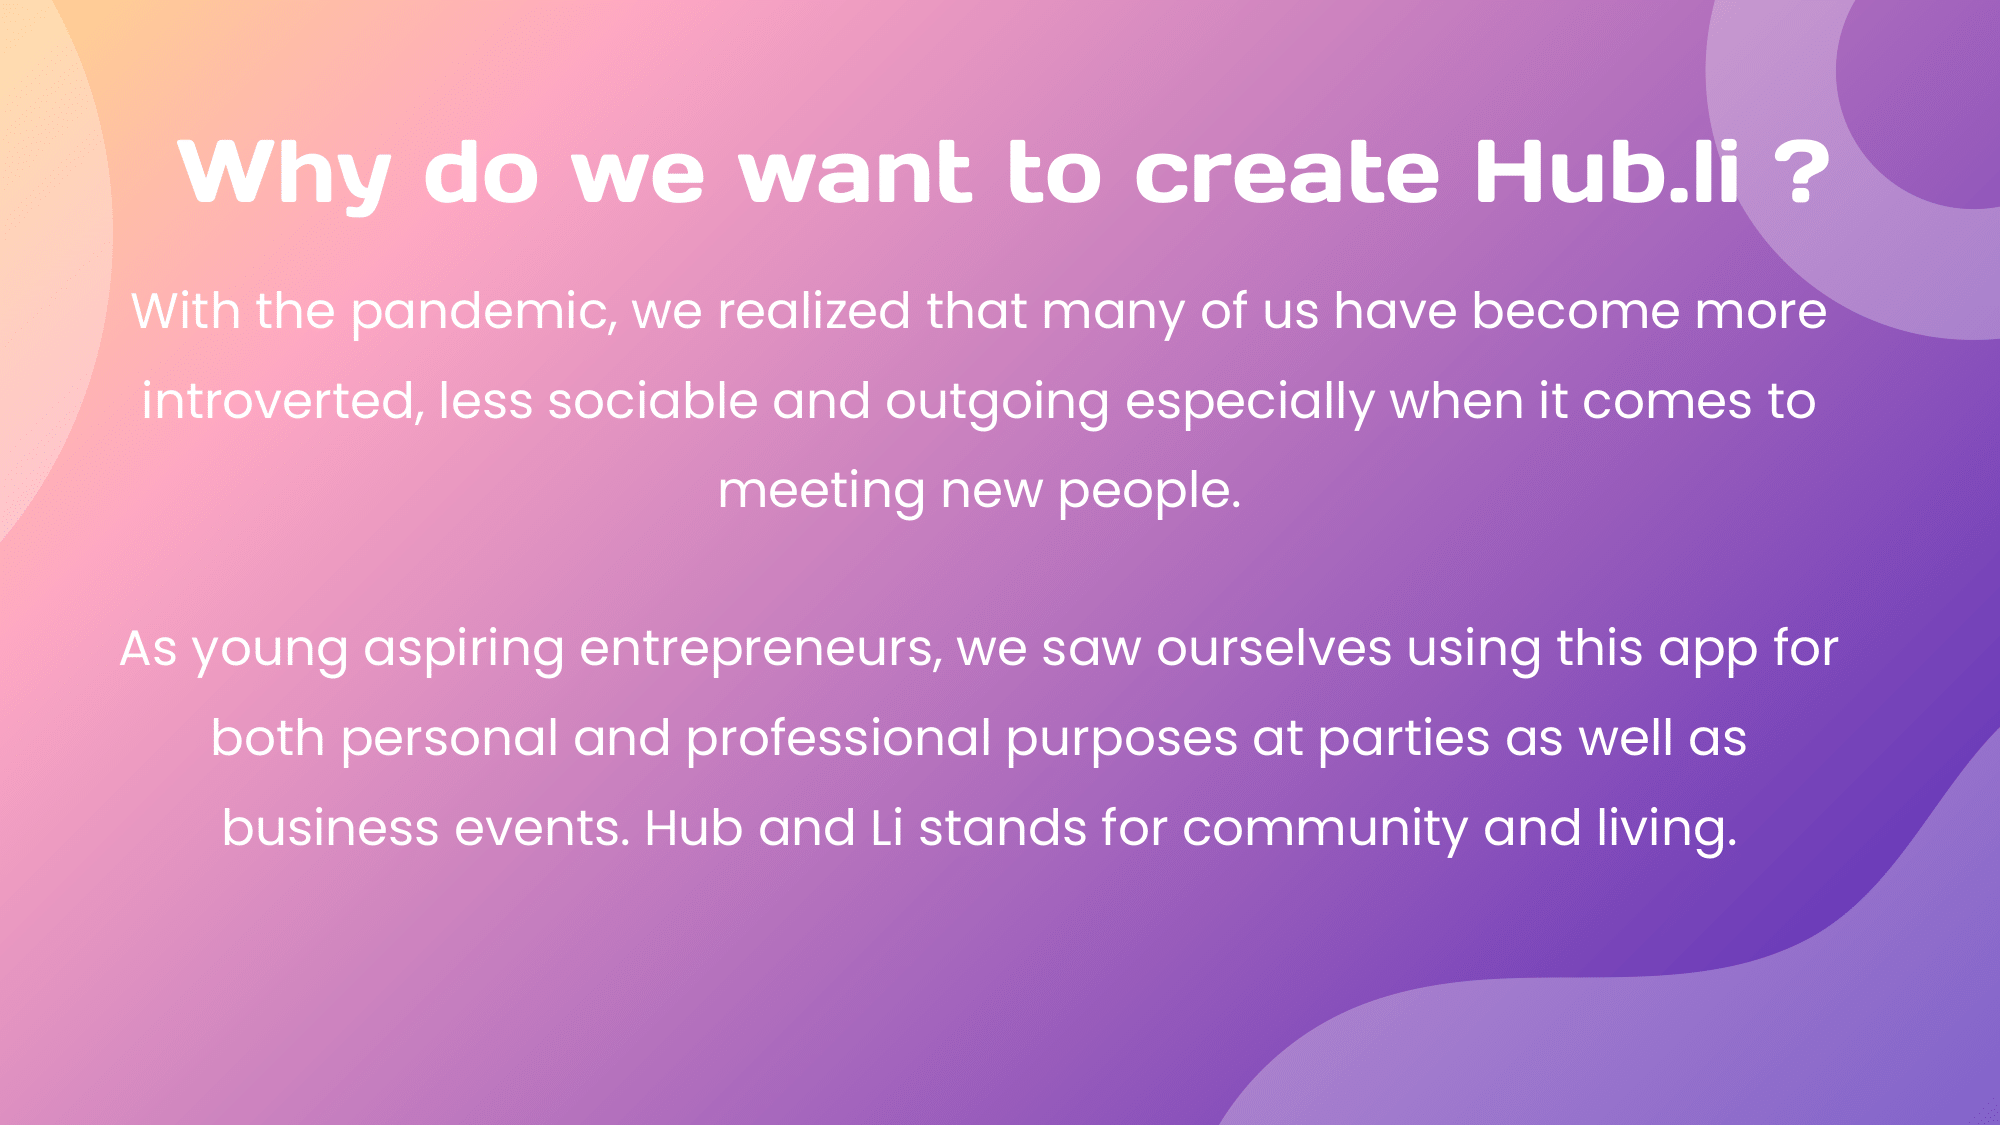 Why do we want to create Hub.li ?
With the pandemic, we realized that many of us have become more
introverted, less sociable and outgoing especially when it comes to
meeting new people.
As young aspiring entrepreneurs, we saw ourselves using this app for
both personal and professional purposes at parties as well as
business events. Hub and Li stands for community and living.